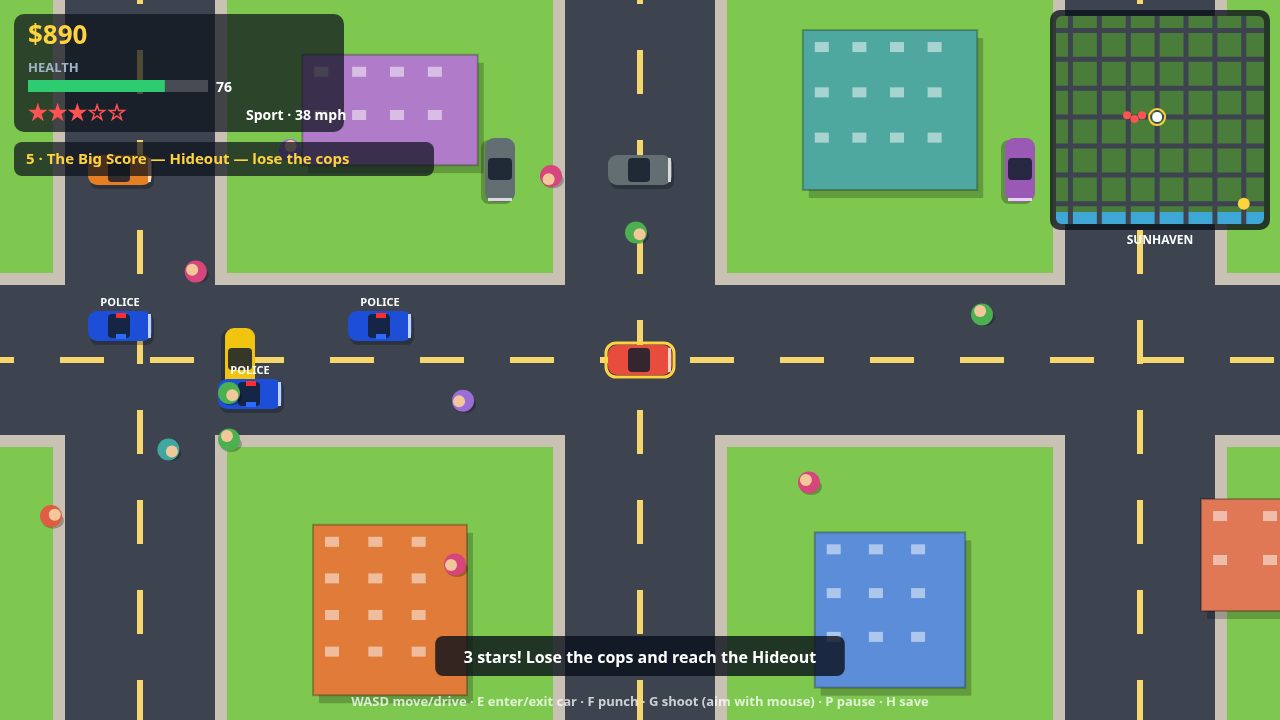 $890
HEALTH
76
★★★☆☆
Sport · 38 mph
5 · The Big Score — Hideout — lose the cops
SUNHAVEN
POLICE
POLICE
POLICE
3 stars! Lose the cops and reach the Hideout
WASD move/drive · E enter/exit car · F punch · G shoot (aim with mouse) · P pause · H save